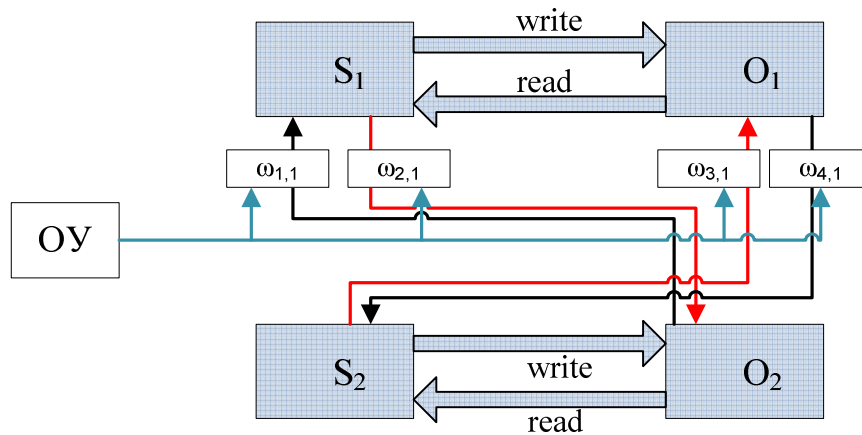 write
S₁
O₁
read
ω₁,₁
ω₂,₁
ω₃,₁
ω₄,₁
ОУ
S₂
write
O₂
read